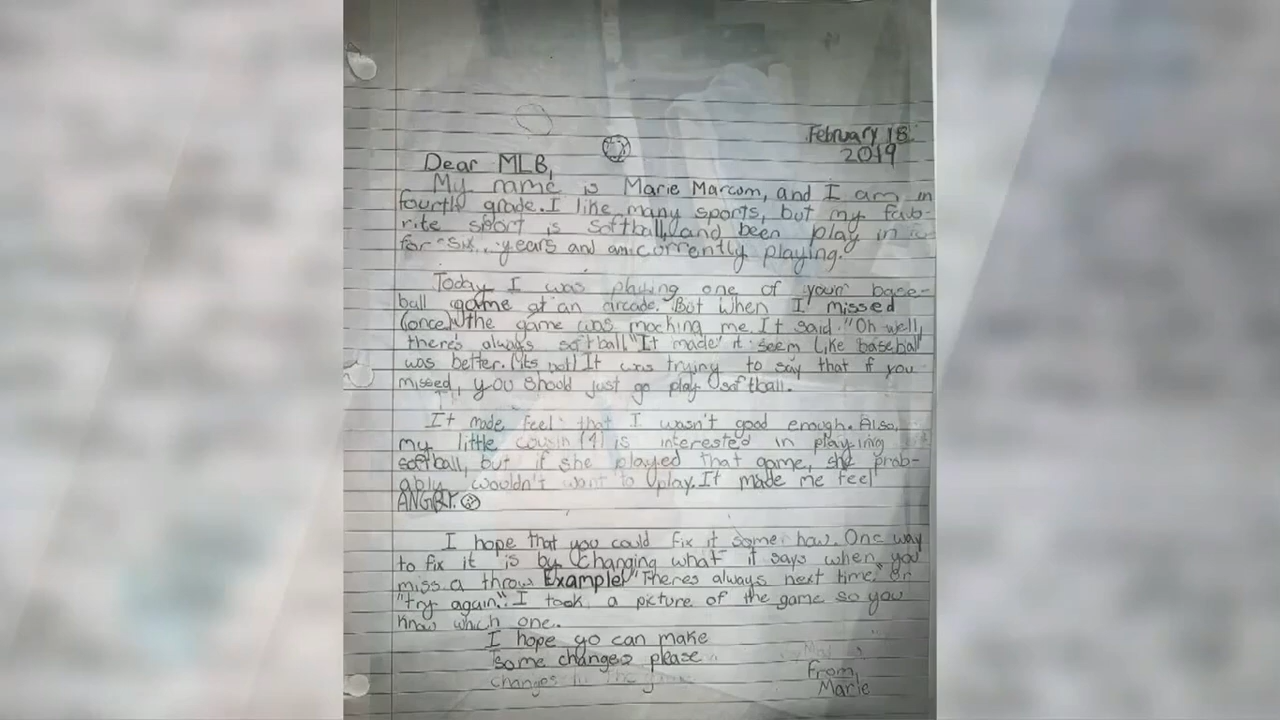 February 18
2019
Dear MLB,
My name is Marie Marcom, and I am in
fourth grade. I like many sports, but my fab-
rite sport is softball, and been play in
for six years and am corrently playing.
Today I was playing one of your base-
ball game at an arcade. But when I missed
(once) the game was mocking me. It said "Oh well,
there's always softball" It made it seem like baseball
was better. (Its not) It was trying to say that if you
missed, you should just go play softball.
It made feel that I wasn't good enough. Also,
my little cousin (4) is interested in playing
softball, but if she played that game, she prob-
ably wouldn't want to play. It made me feel
ANGRY.
I hope that you could fix it some how. One way
to fix it is by changing what it says when you
miss a throw. Example! "Theres always next time," or
"try again." I took a picture of the game so you
know which one.
I hope yo can make
some changes please
changes
From,
Marie